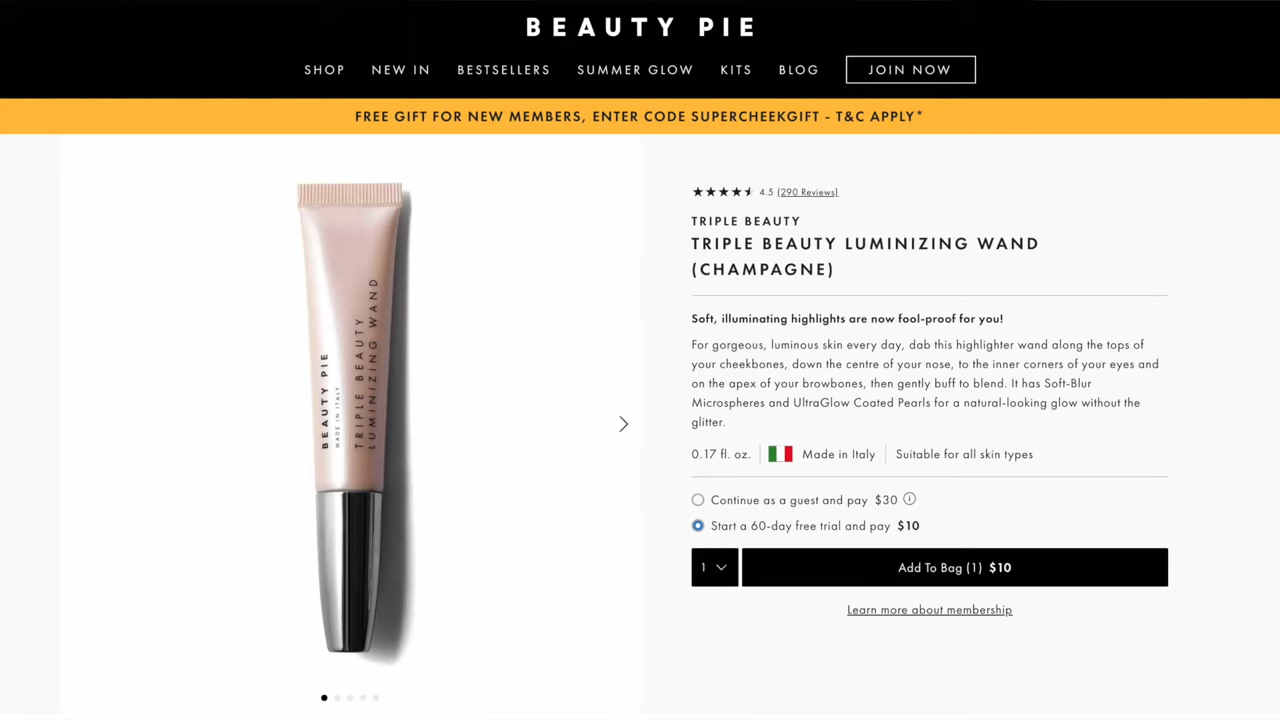 BEAUTY PIE
SHOP NEW IN BESTSELLERS SUMMER GLOW KITS BLOG JOIN NOW
FREE GIFT FOR NEW MEMBERS, ENTER CODE SUPERCHEEKGIFT - T&C APPLY*
BEAUTY PIE
MADE IN ITALY
TRIPLE BEAUTY
LUMINIZING WAND
4.5 (290 Reviews)
TRIPLE BEAUTY
TRIPLE BEAUTY LUMINIZING WAND
(CHAMPAGNE)
Soft, illuminating highlights are now fool-proof for you!
For gorgeous, luminous skin every day, dab this highlighter wand along the tops of
your cheekbones, down the centre of your nose, to the inner corners of your eyes and
on the apex of your browbones, then gently buff to blend. It has Soft-Blur
Microspheres and UltraGlow Coated Pearls for a natural-looking glow without the
glitter.
0.17 fl. oz. Made in Italy Suitable for all skin types
Continue as a guest and pay $30
Start a 60-day free trial and pay $10
1 Add To Bag (1) $10
Learn more about membership